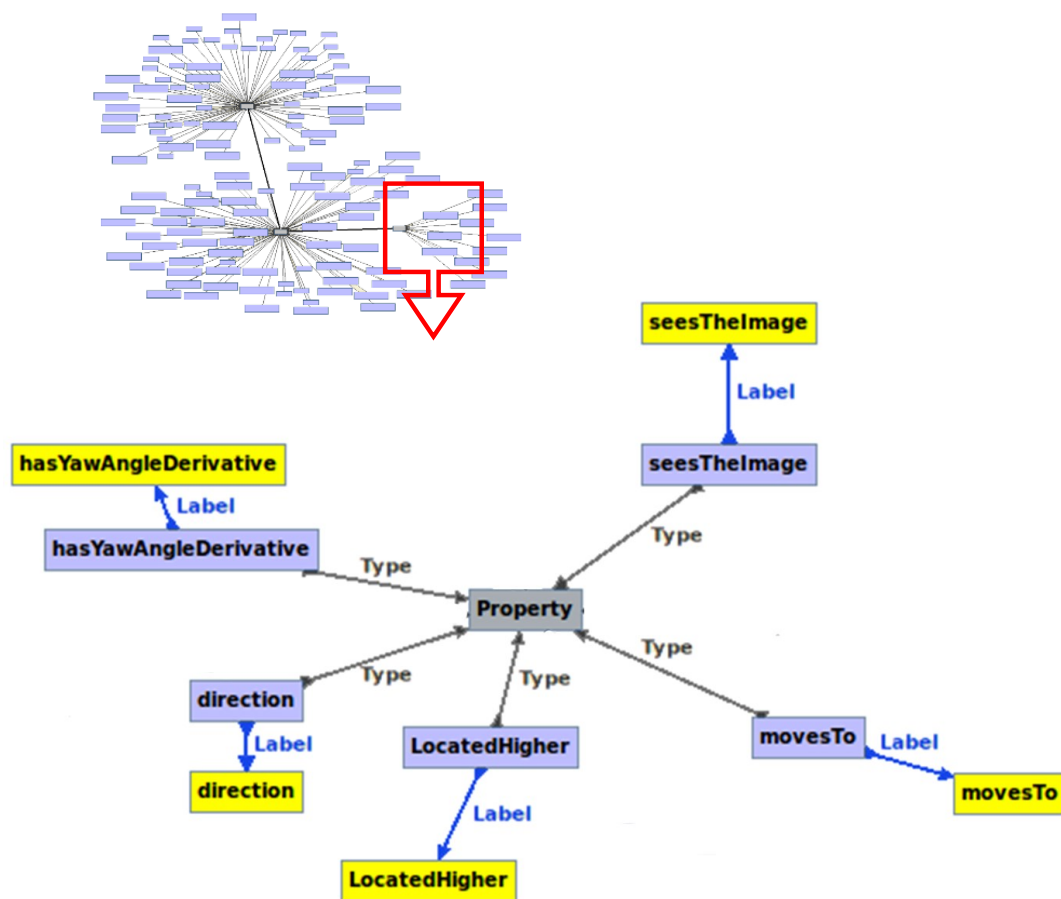 seesTheImage
Label
seesTheImage
hasYawAngleDerivative
Label
hasYawAngleDerivative
Type
Type
Property
Type
Type
Type
direction
Label
direction
LocatedHigher
Label
LocatedHigher
movesTo
Label
movesTo